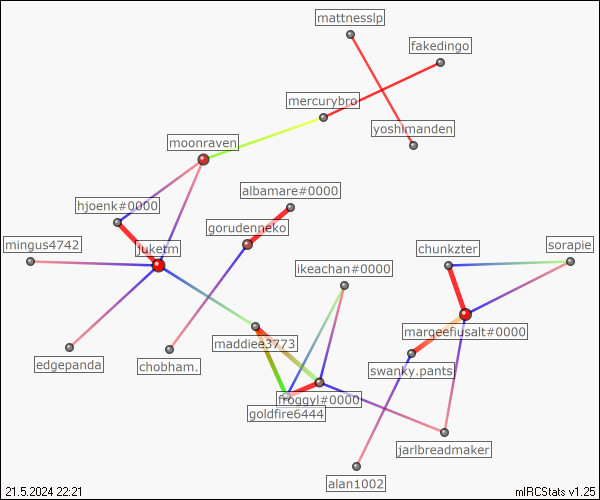 mattnesslp
fakedingo
mercurybro
yoshimanden
moonraven
albamare#0000
hjoenk#0000
gorudenneko
mingus4742
juketm
chunkzter
sorapie
ikeachan#0000
marqeefiusalt#0000
maddiee3773
edgepanda
chobham.
swanky.pants
froggyl#0000
goldfire6444
jarlbreadmaker
alan1002
21.5.2024 22:21
mIRCStats v1.25